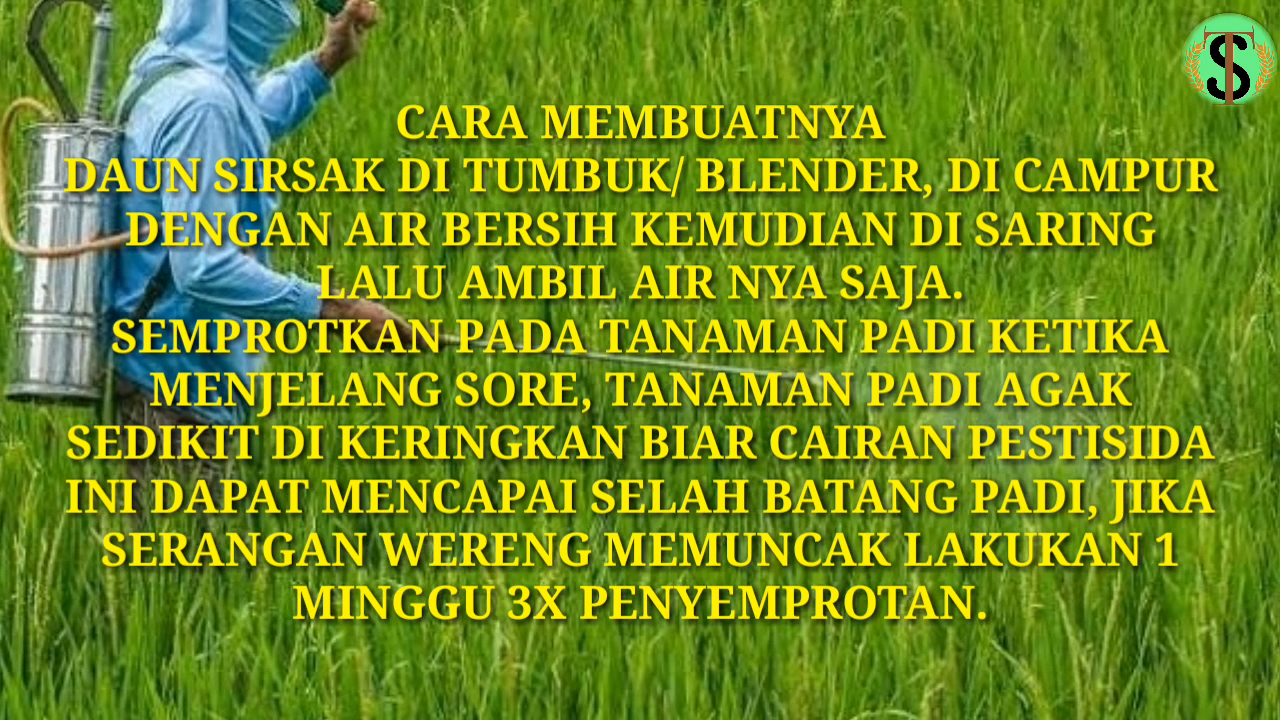 CARA MEMBUATNYA
DAUN SIRSAK DI TUMBUK/ BLENDER, DI CAMPUR
DENGAN AIR BERSIH KEMUDIAN DI SARING
LALU AMBIL AIR NYA SAJA.
SEMPROTKAN PADA TANAMAN PADI KETIKA
MENJELANG SORE, TANAMAN PADI AGAK
SEDIKIT DI KERINGKAN BIAR CAIRAN PESTISIDA
INI DAPAT MENCAPAI SELAH BATANG PADI, JIKA
SERANGAN WERENG MEMUNCAK LAKUKAN 1
MINGGU 3X PENYEMPROTAN.